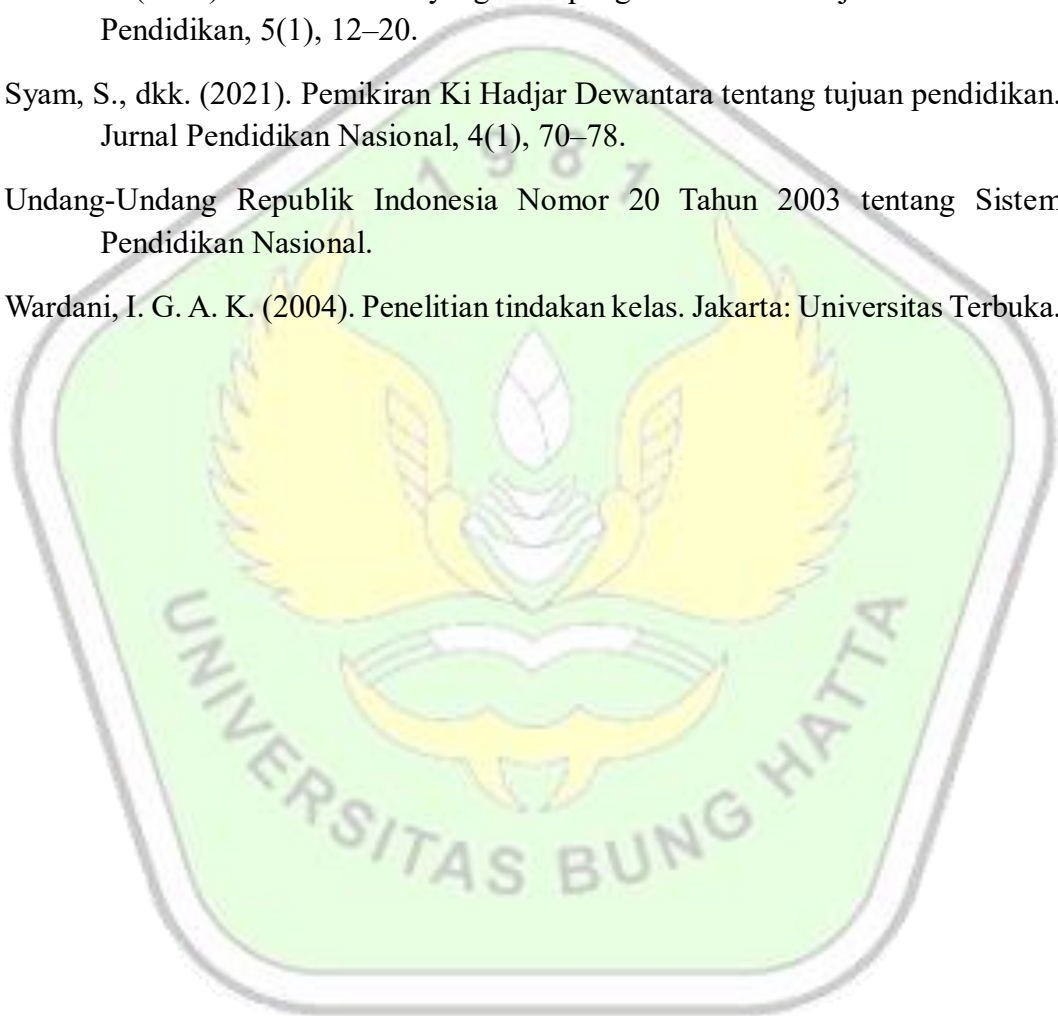 Pendidikan, 5(1), 12–20.
Syam, S., dkk. (2021). Pemikiran Ki Hadjar Dewantara tentang tujuan pendidikan.
Jurnal Pendidikan Nasional, 4(1), 70–78.
1981
Undang-Undang Republik Indonesia Nomor 20 Tahun 2003 tentang Sistem
Pendidikan Nasional.
Wardani, I. G. A. K. (2004). Penelitian tindakan kelas. Jakarta: Universitas Terbuka.
UNIVERSITAS BUNG HATTA